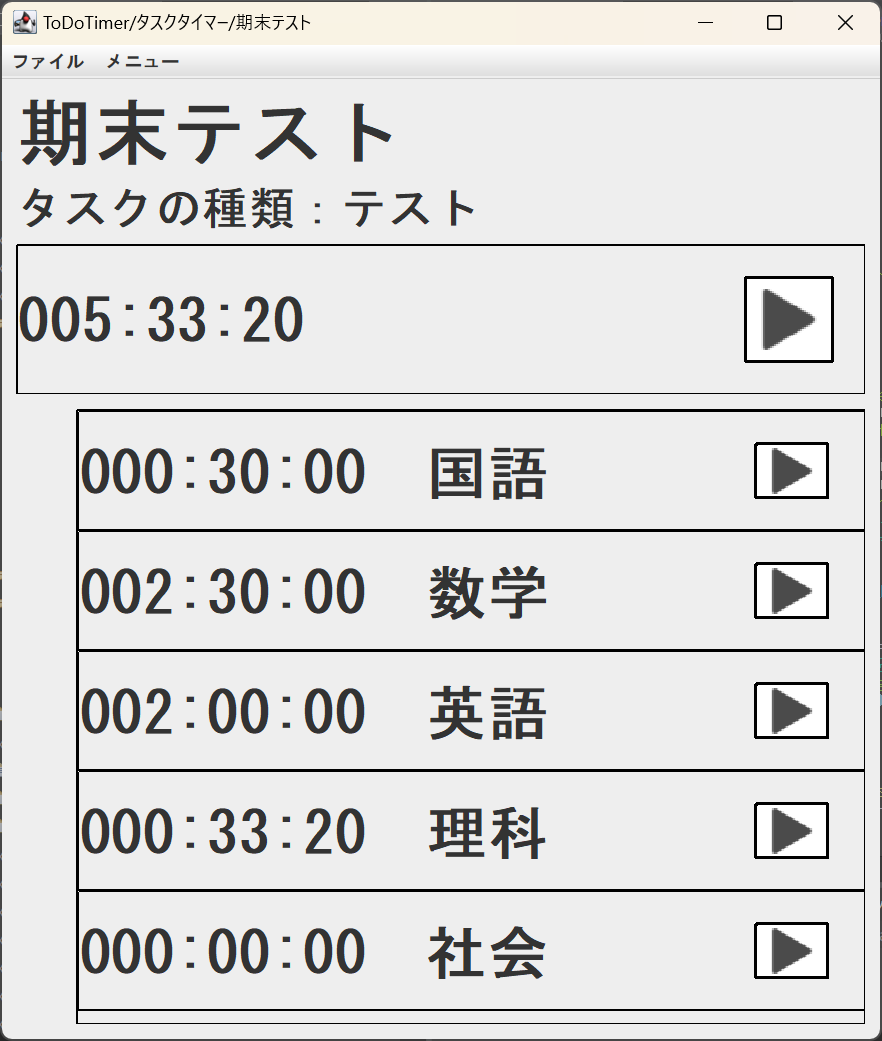 ToDoTimer/タスクタイマー/期末テスト
ファイル メニュー
期末テスト
タスクの種類：テスト
005:33:20
000:30:00 国語
002:30:00 数学
002:00:00 英語
000:33:20 理科
000:00:00 社会